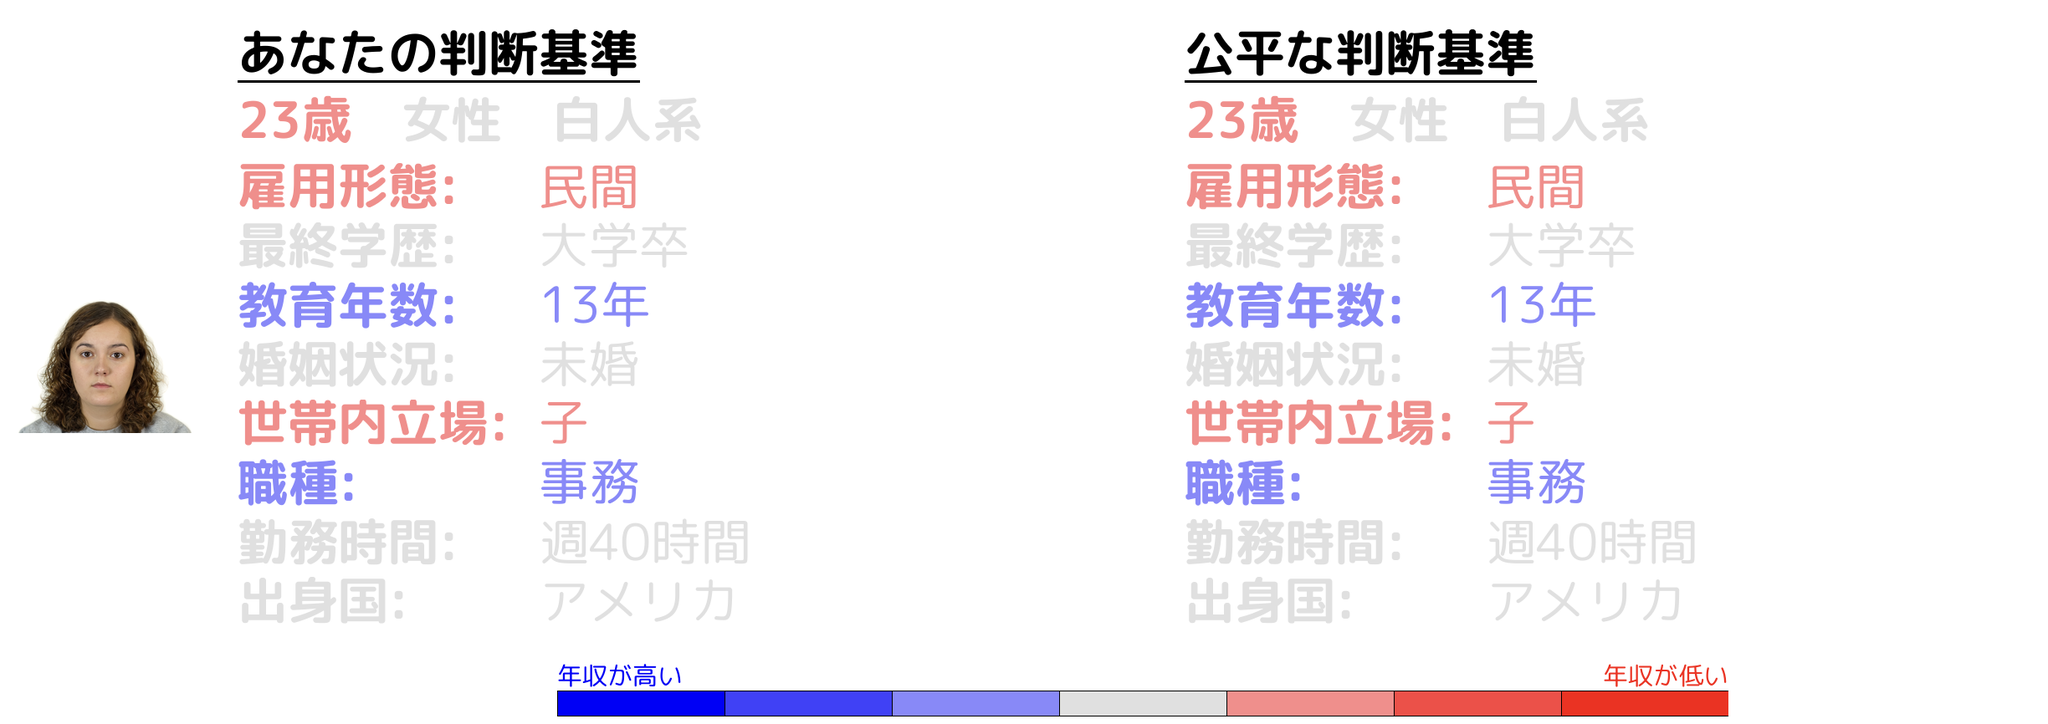 あなたの判断基準
23歳 女性 白人系
雇用形態: 民間
最終学歴: 大学卒
教育年数: 13年
婚姻状況: 未婚
世帯内立場: 子
職種: 事務
勤務時間: 週40時間
出身国: アメリカ
公平な判断基準
23歳 女性 白人系
雇用形態: 民間
最終学歴: 大学卒
教育年数: 13年
婚姻状況: 未婚
世帯内立場: 子
職種: 事務
勤務時間: 週40時間
出身国: アメリカ
年収が高い
年収が低い